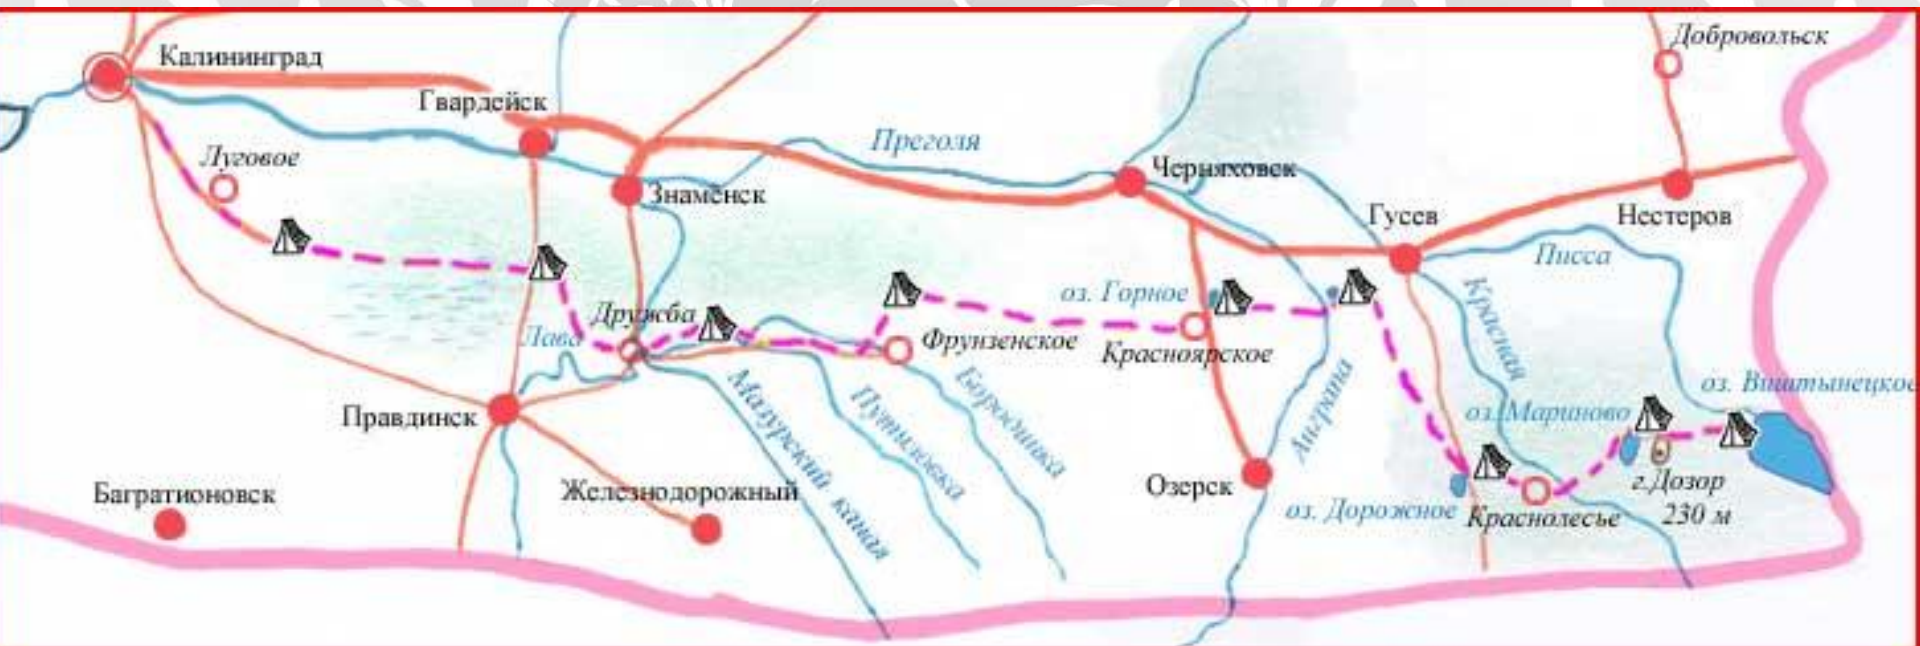 Добровольск
Калининград
Гвардейск
Преголя
Луговое
Черняховск
Знаменск
Гусев
Нестеров
Писса
оз. Горное
Красная
Дружба
Лава
Фрунзенское
Красноярское
Мазурский канал
Путиловка
Бородинка
Анграпа
оз. Виштынецкое
оз. Мариново
Правдинск
Багратионовск
Железнодорожный
Озерск
г.Дозор
230 м
оз. Дорожное
Краснолесье